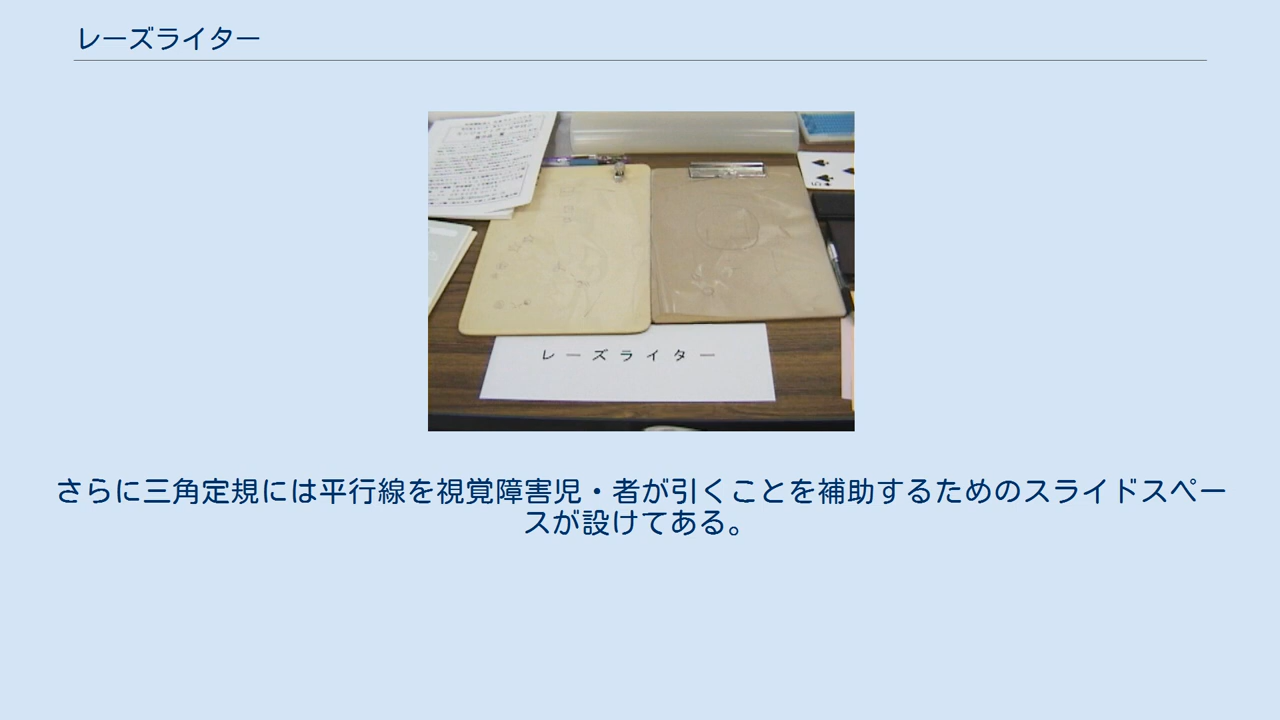 レーズライター
レーズライター
さらに三角定規には平行線を視覚障害児・者が引くことを補助するためのスライドスペー
スが設けてある。